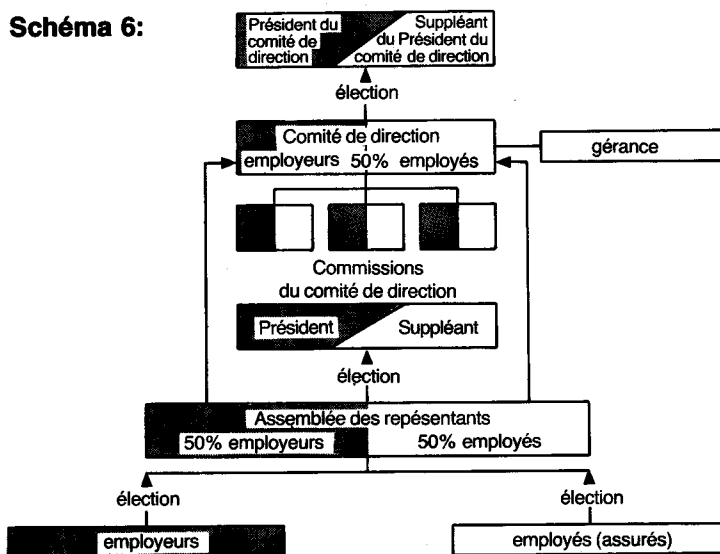 Schéma 6:
Président du
comité de
direction
Suppléant
du Président du
comité de direction
élection
Comité de direction
employeurs 50% employés
gérance
Commissions
du comité de direction
Président
Suppléant
élection
Assemblée des repésentants
50% employeurs
50% employés
élection
élection
employeurs
employés (assurés)